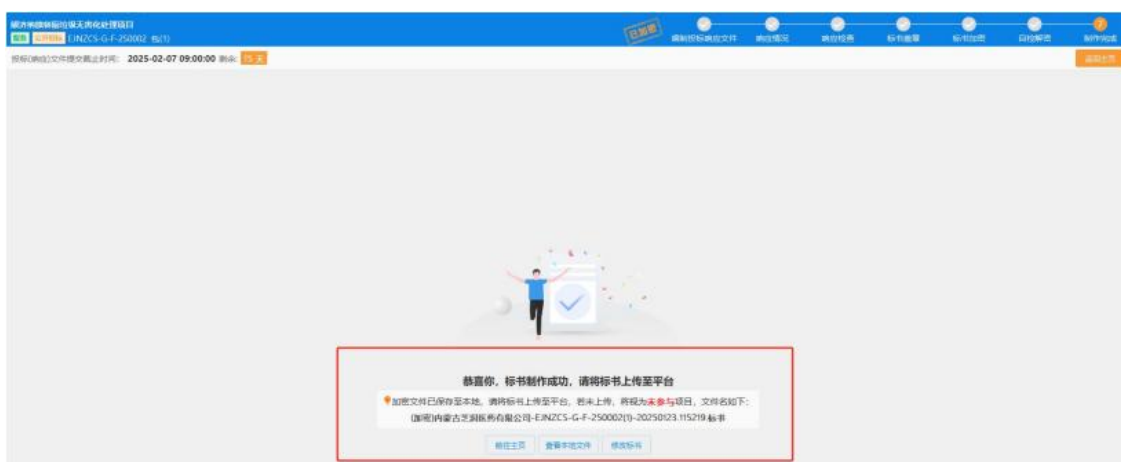 EJNZCS-G-F-250002 包(1)
已加密
编制投标响应文件
响应情况
响应检查
标书签章
标书加密
自检解密
7
制作完成
投标(响应)文件提交截止时间: 2025-02-07 09:00:00 剩余: 15 天
返回主页
恭喜你，标书制作成功，请将标书上传至平台
加密文件已保存至本地，请将标书上传至平台，若未上传，将视为未参与项目，文件名如下:
(加密)内蒙古芝润医药有限公司-EJNZCS-G-F-250002(1)-20250123.115219.标书
前往主页
查看本地文件
修改标书